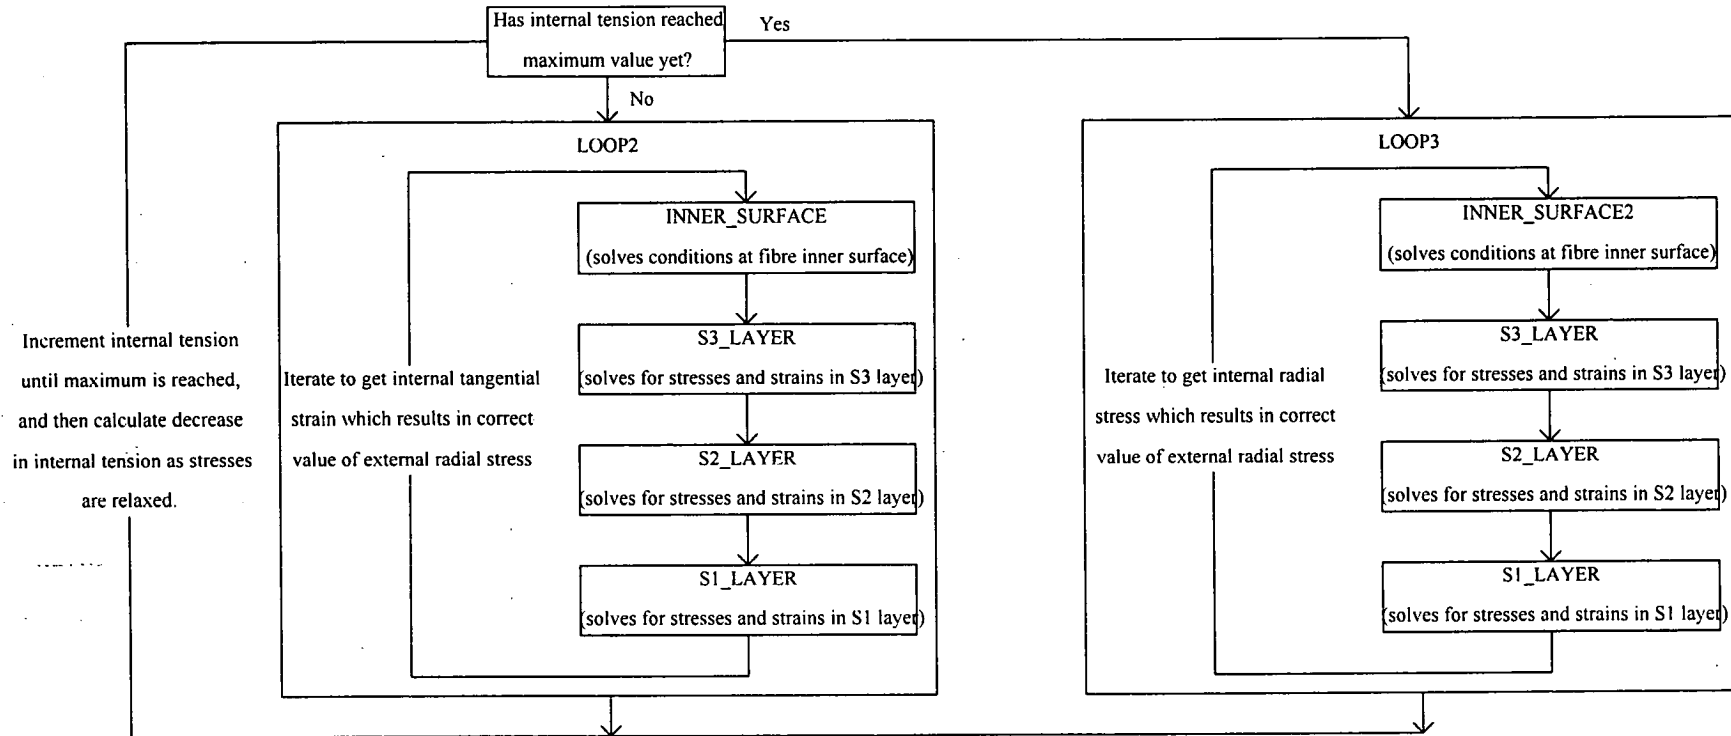 Has internal tension reached
maximum value yet?
Yes
No
LOOP2
INNER_SURFACE
(solves conditions at fibre inner surface)
S3_LAYER
(solves for stresses and strains in S3 layer)
S2_LAYER
(solves for stresses and strains in S2 layer)
S1_LAYER
(solves for stresses and strains in S1 layer)
Iterate to get internal tangential
strain which results in correct
value of external radial stress
Increment internal tension
until maximum is reached,
and then calculate decrease
in internal tension as stresses
are relaxed.
LOOP3
INNER_SURFACE2
(solves conditions at fibre inner surface)
S3_LAYER
(solves for stresses and strains in S3 layer)
S2_LAYER
(solves for stresses and strains in S2 layer)
S1_LAYER
(solves for stresses and strains in S1 layer)
Iterate to get internal radial
stress which results in correct
value of external radial stress